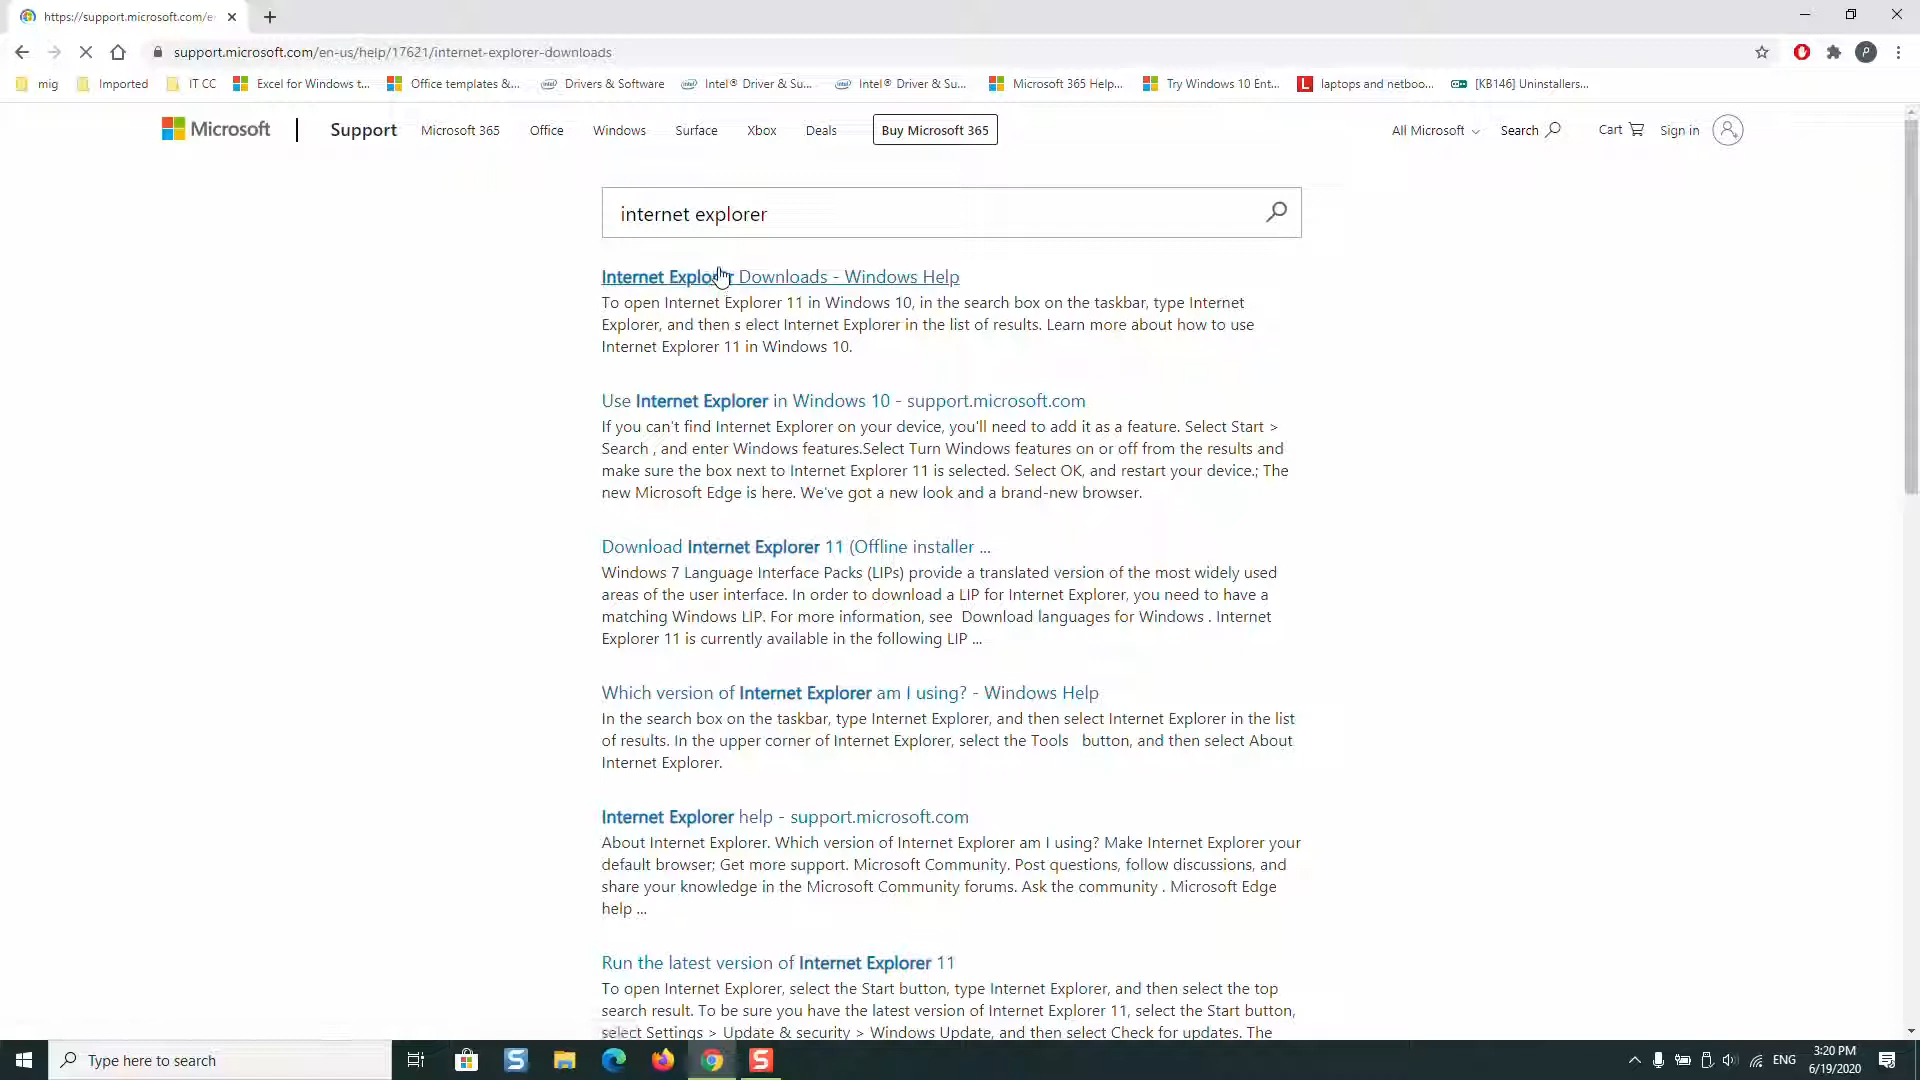 https://support.microsoft.com/e
support.microsoft.com/en-us/help/17621/internet-explorer-downloads
P
mig
Imported
IT CC
Excel for Windows t...
Office templates &...
Drivers & Software
Intel® Driver & Su...
Intel® Driver & Su...
Microsoft 365 Help...
Try Windows 10 Ent...
L laptops and netboo...
[KB146] Uninstallers...
Microsoft
Support
Microsoft 365
Office
Windows
Surface
Xbox
Deals
Buy Microsoft 365
All Microsoft
Search
Cart
Sign in
internet explorer
Internet Explorer Downloads - Windows Help
To open Internet Explorer 11 in Windows 10, in the search box on the taskbar, type Internet
Explorer, and then s elect Internet Explorer in the list of results. Learn more about how to use
Internet Explorer 11 in Windows 10.
Use Internet Explorer in Windows 10 - support.microsoft.com
If you can't find Internet Explorer on your device, you'll need to add it as a feature. Select Start >
Search , and enter Windows features.Select Turn Windows features on or off from the results and
make sure the box next to Internet Explorer 11 is selected. Select OK, and restart your device.; The
new Microsoft Edge is here. We've got a new look and a brand-new browser.
Download Internet Explorer 11 (Offline installer ...
Windows 7 Language Interface Packs (LIPs) provide a translated version of the most widely used
areas of the user interface. In order to download a LIP for Internet Explorer, you need to have a
matching Windows LIP. For more information, see Download languages for Windows . Internet
Explorer 11 is currently available in the following LIP ...
Which version of Internet Explorer am I using? - Windows Help
In the search box on the taskbar, type Internet Explorer, and then select Internet Explorer in the list
of results. In the upper corner of Internet Explorer, select the Tools button, and then select About
Internet Explorer.
Internet Explorer help - support.microsoft.com
About Internet Explorer. Which version of Internet Explorer am I using? Make Internet Explorer your
default browser; Get more support. Microsoft Community. Post questions, follow discussions, and
share your knowledge in the Microsoft Community forums. Ask the community . Microsoft Edge
help ...
Run the latest version of Internet Explorer 11
To open Internet Explorer, select the Start button, type Internet Explorer, and then select the top
search result. To be sure you have the latest version of Internet Explorer 11, select the Start button,
select Settings > Update & security > Windows Update, and then select Check for updates. The
Type here to search
S
S
ENG
3:20 PM
6/19/2020